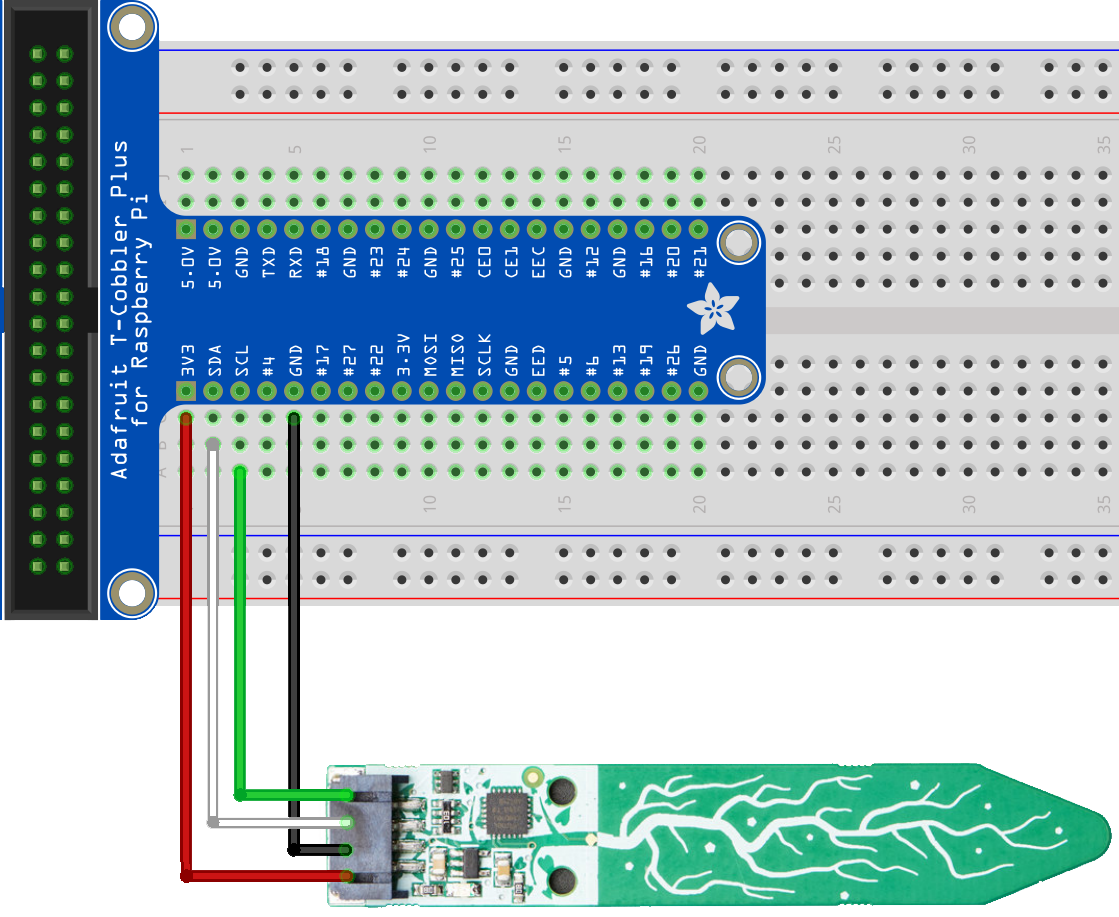 Adafruit T-Cobbler Plus
for Raspberry Pi
1 5 10 15 20 25 30 35
J
5.0V 5.0V GND TXD RXD #18 GND #23 #24 GND #25 CE0 CE1 EEC GND #12 GND #16 #20 #21
3V3 SDA SCL #4 GND #17 #27 #22 3.3V MOSI MISO SCLK GND EED #5 #6 #13 #19 #26 GND
B
A
10 15 20 25 30 35